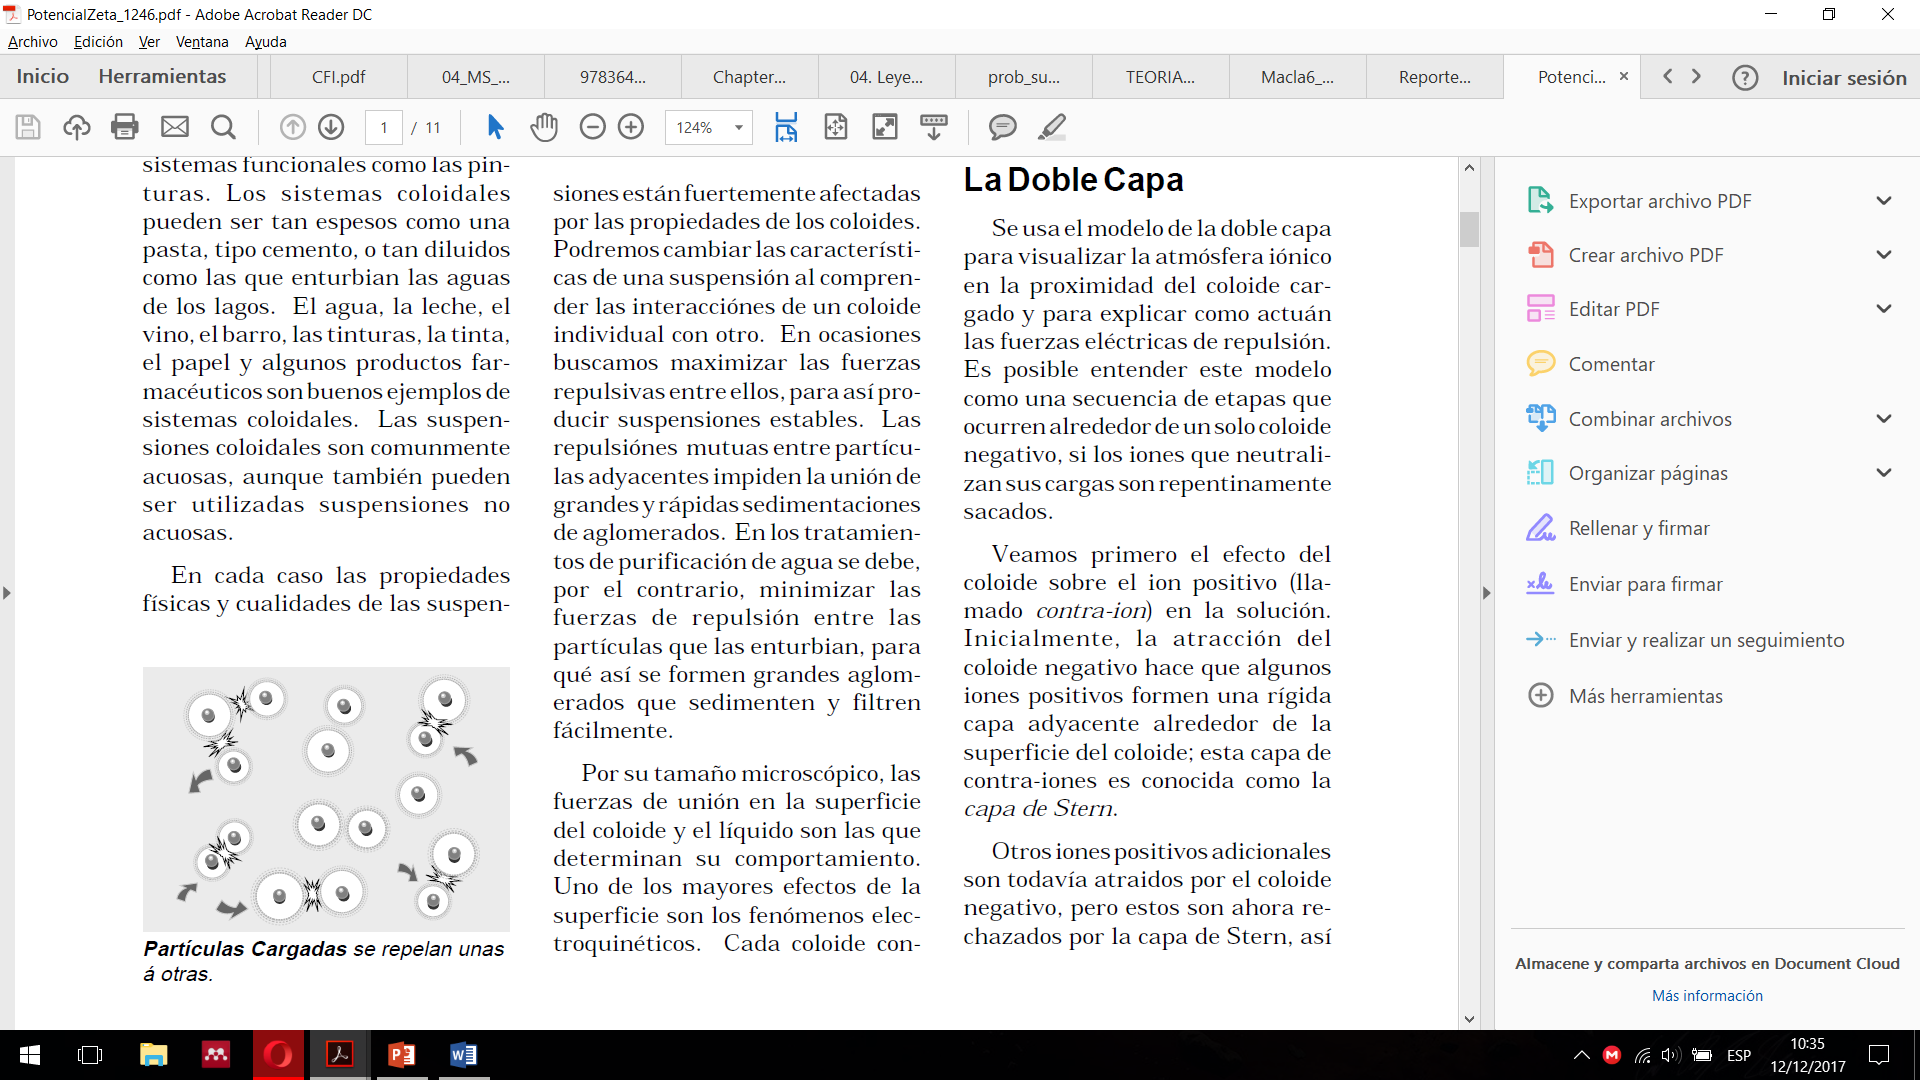 PotencialZeta_1246.pdf - Adobe Acrobat Reader DC
Archivo Edición Ver Ventana Ayuda
Inicio Herramientas CFI.pdf 04_MS_... 978364... Chapter... 04. Leye... prob_su... TEORIA... Macla6_... Reporte... Potenci... Iniciar sesión
1 / 11 124%
sistemas funcionales como las pin-
turas. Los sistemas coloidales
pueden ser tan espesos como una
pasta, tipo cemento, o tan diluidos
como las que enturbian las aguas
de los lagos. El agua, la leche, el
vino, el barro, las tinturas, la tinta,
el papel y algunos productos far-
macéuticos son buenos ejemplos de
sistemas coloidales. Las suspen-
siones coloidales son comunmente
acuosas, aunque también pueden
ser utilizadas suspensiones no
acuosas.
En cada caso las propiedades
físicas y cualidades de las suspen-
Partículas Cargadas se repelan unas
á otras.
siones están fuertemente afectadas
por las propiedades de los coloides.
Podremos cambiar las característi-
cas de una suspensión al compren-
der las interacciónes de un coloide
individual con otro. En ocasiones
buscamos maximizar las fuerzas
repulsivas entre ellos, para así pro-
ducir suspensiones estables. Las
repulsiónes mutuas entre partícu-
las adyacentes impiden la unión de
grandes y rápidas sedimentaciones
de aglomerados. En los tratamien-
tos de purificación de agua se debe,
por el contrario, minimizar las
fuerzas de repulsión entre las
partículas que las enturbian, para
qué así se formen grandes aglom-
erados que sedimenten y filtren
fácilmente.
Por su tamaño microscópico, las
fuerzas de unión en la superficie
del coloide y el líquido son las que
determinan su comportamiento.
Uno de los mayores efectos de la
superficie son los fenómenos elec-
troquinéticos. Cada coloide con-
La Doble Capa
Se usa el modelo de la doble capa
para visualizar la atmósfera iónico
en la proximidad del coloide car-
gado y para explicar como actuán
las fuerzas eléctricas de repulsión.
Es posible entender este modelo
como una secuencia de etapas que
ocurren alrededor de un solo coloide
negativo, si los iones que neutrali-
zan sus cargas son repentinamente
sacados.
Veamos primero el efecto del
coloide sobre el ion positivo (lla-
mado contra-ion) en la solución.
Inicialmente, la atracción del
coloide negativo hace que algunos
iones positivos formen una rígida
capa adyacente alrededor de la
superficie del coloide; esta capa de
contra-iones es conocida como la
capa de Stern.
Otros iones positivos adicionales
son todavía atraidos por el coloide
negativo, pero estos son ahora re-
chazados por la capa de Stern, así
Exportar archivo PDF
Crear archivo PDF
Editar PDF
Comentar
Combinar archivos
Organizar páginas
Rellenar y firmar
Enviar para firmar
Enviar y realizar un seguimiento
Más herramientas
Almacene y comparta archivos en Document Cloud
Más información
ESP
10:35
12/12/2017